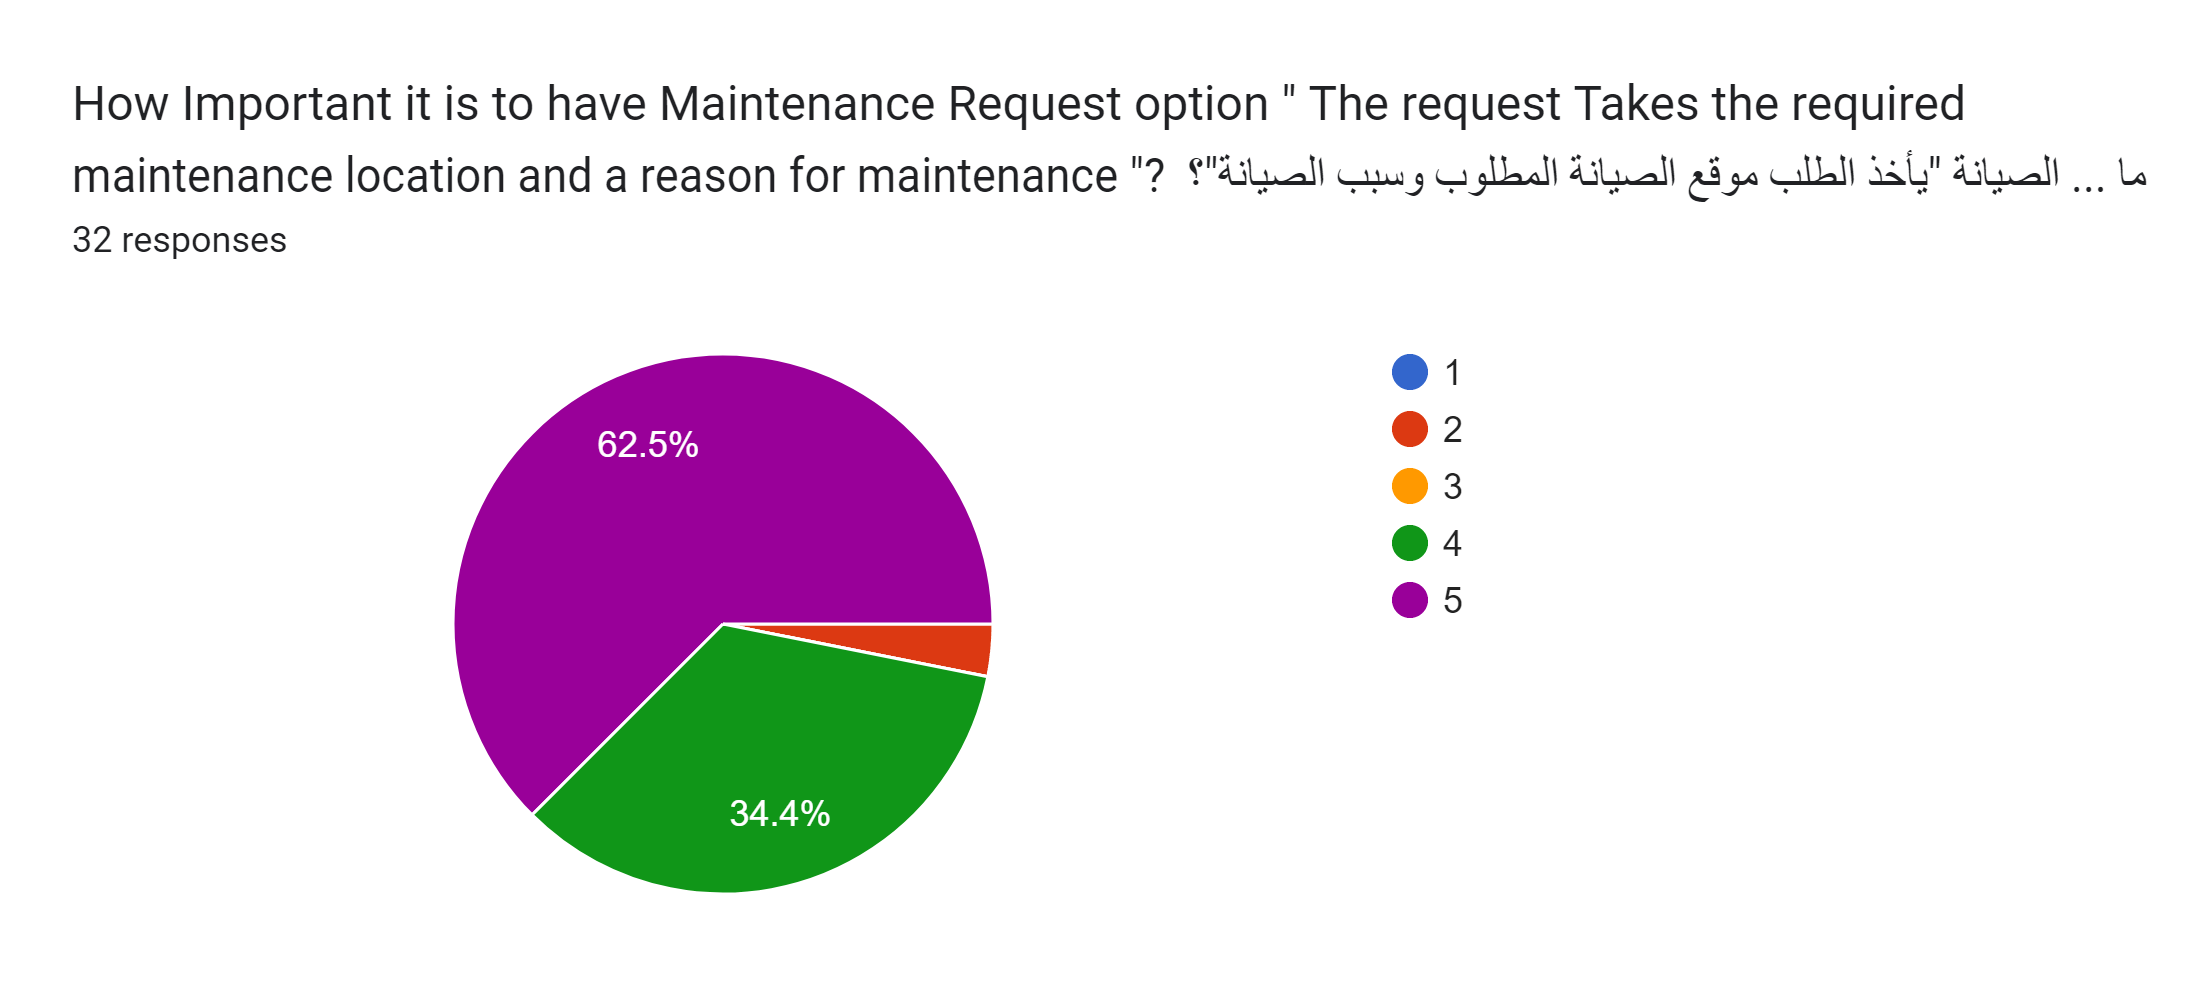 How Important it is to have Maintenance Request option " The request Takes the required
maintenance location and a reason for maintenance "? ما ... الصيانة "يأخذ الطلب موقع الصيانة المطلوب وسبب الصيانة"؟
32 responses
62.5%
34.4%
1
2
3
4
5